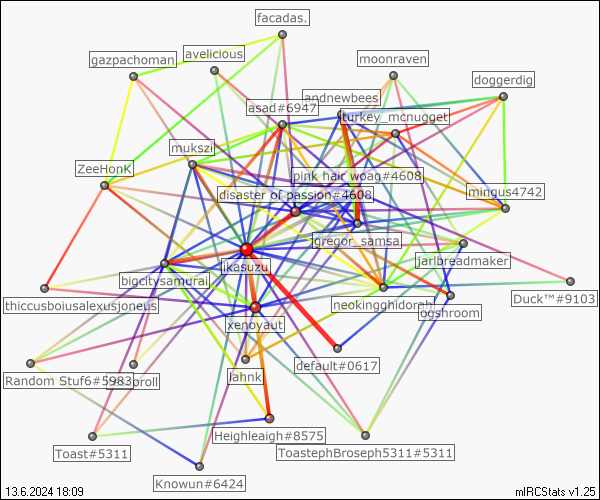 facadas.
gazpachoman
avelicious
moonraven
doggerdig
andnewbees
asad#6947
turkey_mcnugget
mukszi
ZeeHonK
pink hair woag#4608
disaster of passion#4608
mingus4742
gregor_samsa
jarlbreadmaker
ikasuzu
bigcitysamurai
thiccusboiusalexusjoneus
neokingghidorah
Duck™#9103
ogshroom
xenoyaut
Random Stuf6#5983
proll
lahnk
default#0617
Heighleaigh#8575
Toast#5311
ToastephBroseph5311#5311
Knowun#6424
13.6.2024 18:09
mIRCStats v1.25